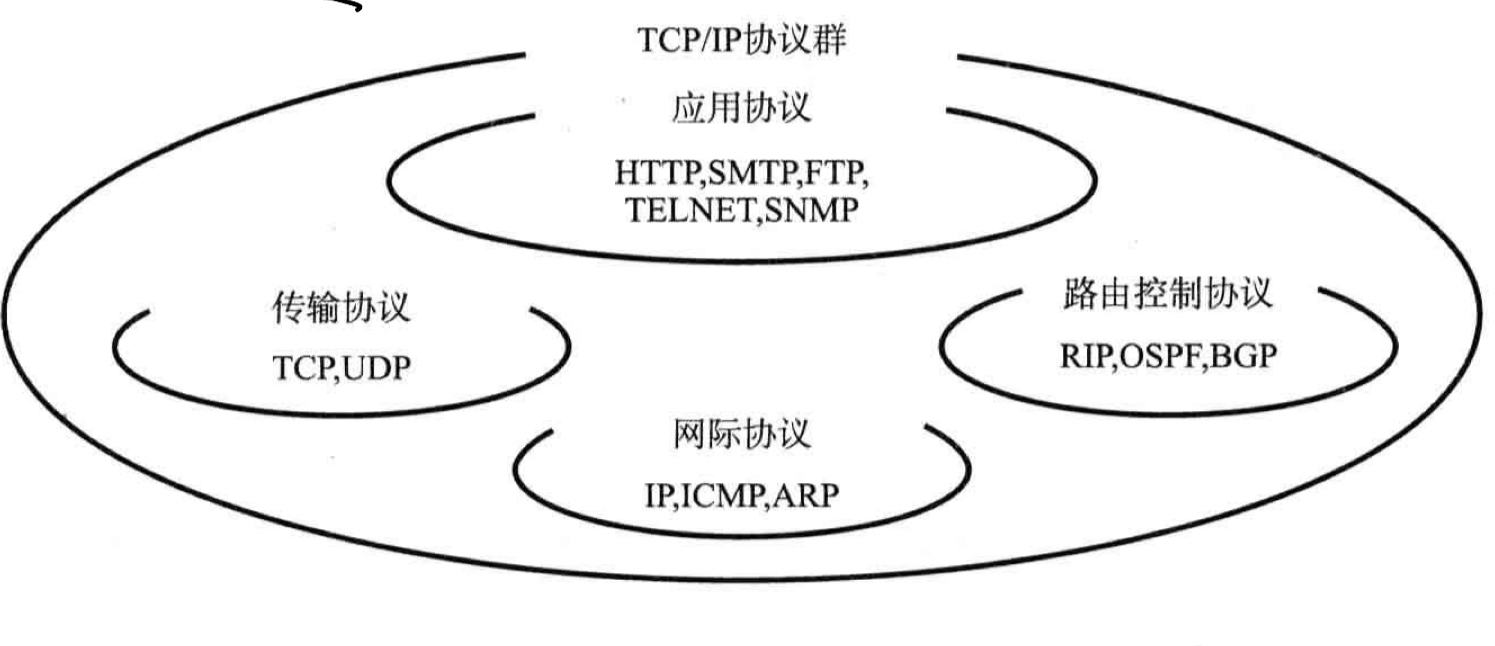 TCP/IP协议群
应用协议
HTTP,SMTP,FTP,
TELNET,SNMP
传输协议
TCP,UDP
路由控制协议
RIP,OSPF,BGP
网际协议
IP,ICMP,ARP